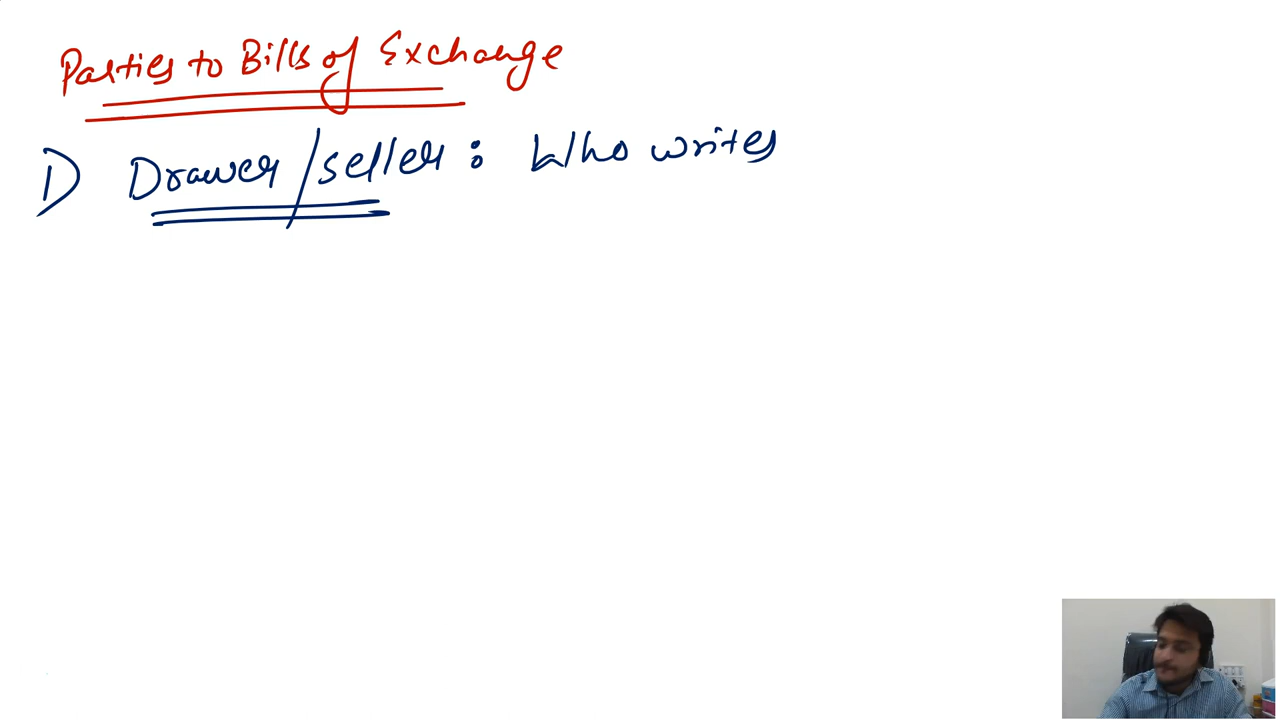 Parties to Bills of Exchange
1) Drawer/seller : Who writes